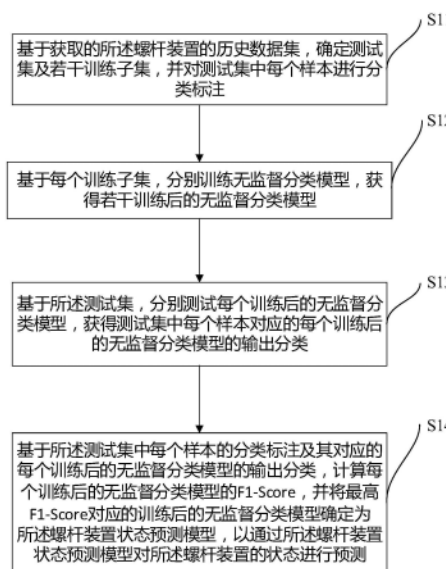 S1
基于获取的所述螺杆装置的历史数据集，确定测试
集及若干训练子集，并对测试集中每个样本进行分
类标注
S12
基于每个训练子集，分别训练无监督分类模型，获
得若干训练后的无监督分类模型
S13
基于所述测试集，分别测试每个训练后的无监督分
类模型，获得测试集中每个样本对应的每个训练后
的无监督分类模型的输出分类
S14
基于所述测试集中每个样本的分类标注及其对应的
每个训练后的无监督分类模型的输出分类，计算每
个训练后的无监督分类模型的F1-Score，并将最高
F1-Score对应的训练后的无监督分类模型确定为
所述螺杆装置状态预测模型，以通过所述螺杆装置
状态预测模型对所述螺杆装置的状态进行预测